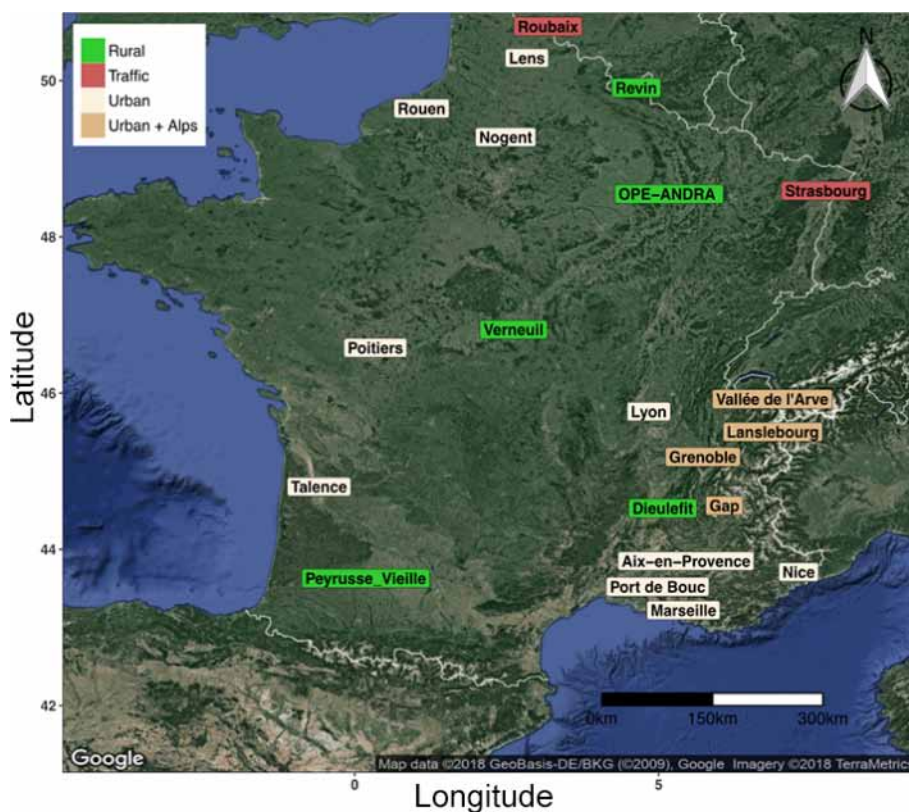 Rural
Traffic
Urban
Urban + Alps
N
Roubaix
Lens
Revin
Rouen
Nogent
OPE-ANDRA
Strasbourg
Verneuil
Poitiers
Vallée de l'Arve
Lyon
Lanslebourg
Grenoble
Talence
Dieulefit
Gap
Aix-en-Provence
Peyrusse_Vieille
Nice
Port de Bouc
Marseille
50
48
46
44
42
Latitude
0km 150km 300km
Google
Map data ©2018 GeoBasis-DE/BKG (©2009), Google Imagery ©2018 TerraMetrics
0 5
Longitude